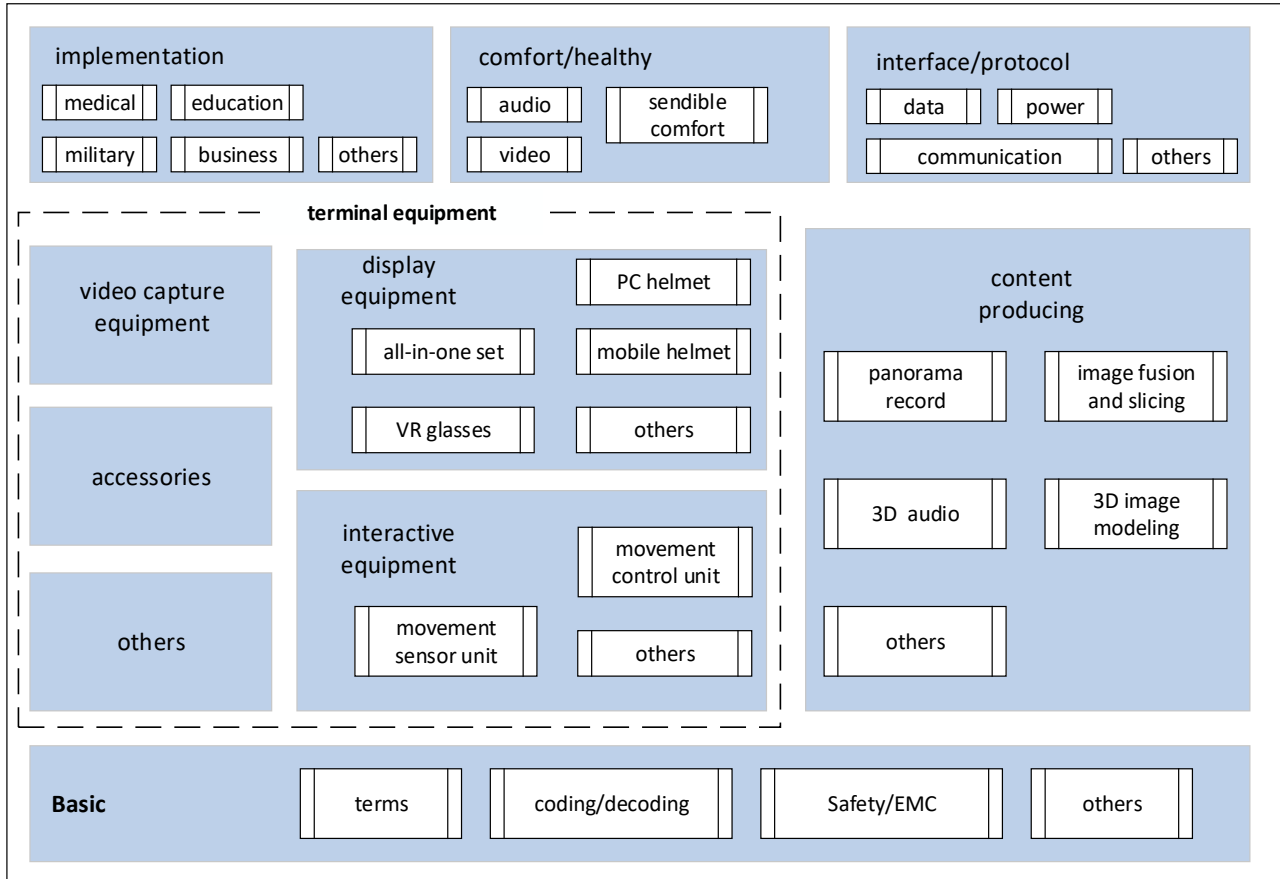 implementation
medical
education
military
business
others
comfort/healthy
audio
sendible
comfort
video
interface/protocol
data
power
communication
others
terminal equipment
video capture
equipment
accessories
others
display
equipment
PC helmet
all-in-one set
mobile helmet
VR glasses
others
interactive
equipment
movement
control unit
movement
sensor unit
others
content
producing
panorama
record
image fusion
and slicing
3D audio
3D image
modeling
others
Basic
terms
coding/decoding
Safety/EMC
others